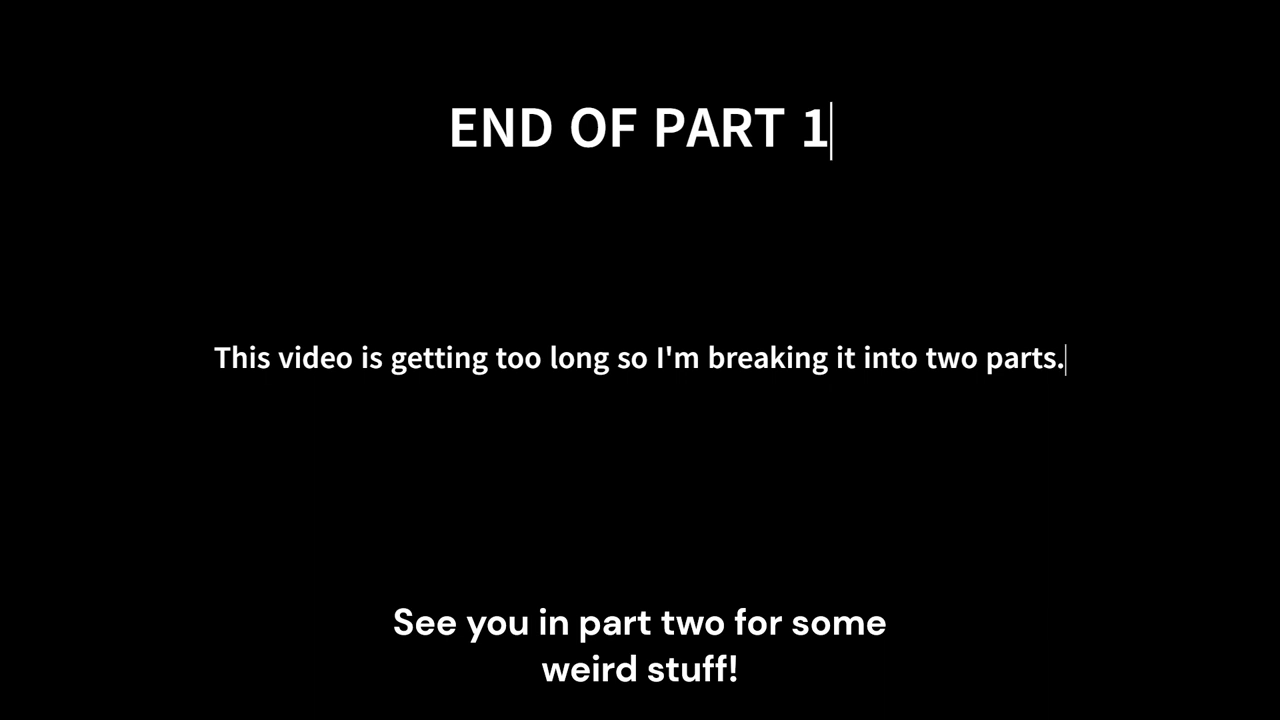 END OF PART 1
This video is getting too long so I'm breaking it into two parts.
See you in part two for some
weird stuff!